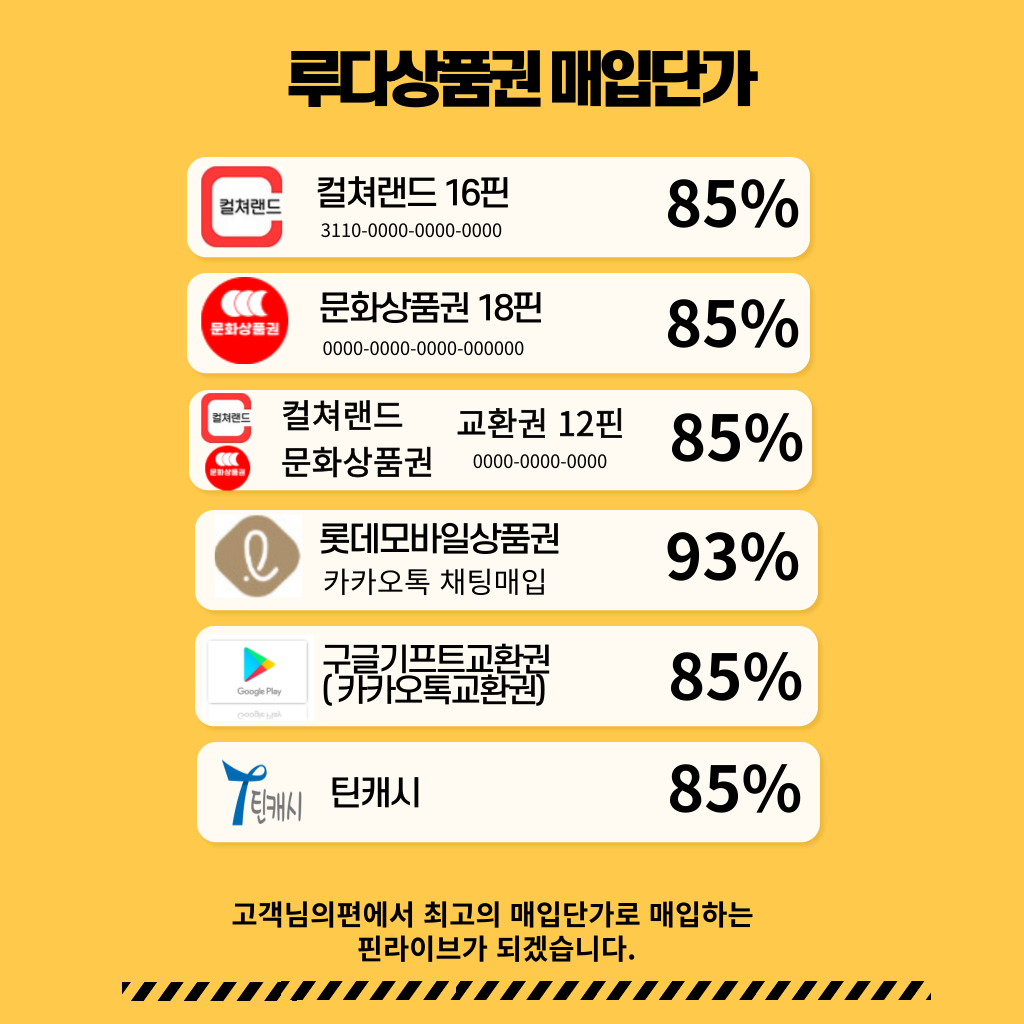 루다상품권 매입단가
컬쳐랜드
컬쳐랜드 16핀
3110-0000-0000-0000
85%
문화상품권
문화상품권 18핀
0000-0000-0000-000000
85%
컬쳐랜드
컬쳐랜드
문화상품권
문화상품권
교환권 12핀
0000-0000-0000
85%
롯데모바일상품권
카카오톡 채팅매입
93%
Google Play
Google Play
구글기프트교환권
(카카오톡교환권)
85%
틴캐시
틴캐시
85%
고객님의편에서 최고의 매입단가로 매입하는
핀라이브가 되겠습니다.